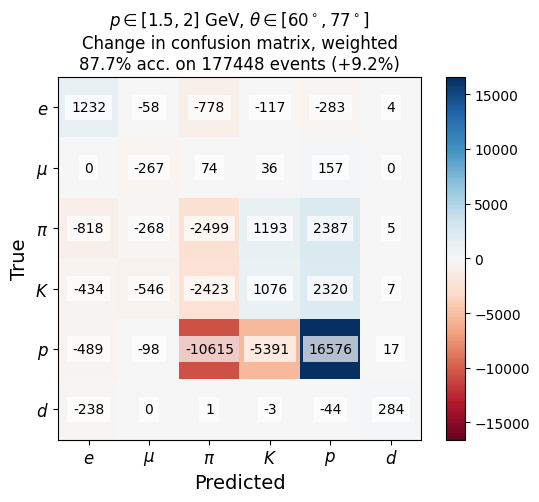 p ∈ [1.5, 2] GeV, θ ∈ [60°, 77°]
Change in confusion matrix, weighted
87.7% acc. on 177448 events (+9.2%)
e 1232 -58 -778 -117 -283 4
μ 0 -267 74 36 157 0
π -818 -268 -2499 1193 2387 5
K -434 -546 -2423 1076 2320 7
p -489 -98 -10615 -5391 16576 17
d -238 0 1 -3 -44 284
e μ π K p d
True
Predicted
15000
10000
5000
0
−5000
−10000
−15000